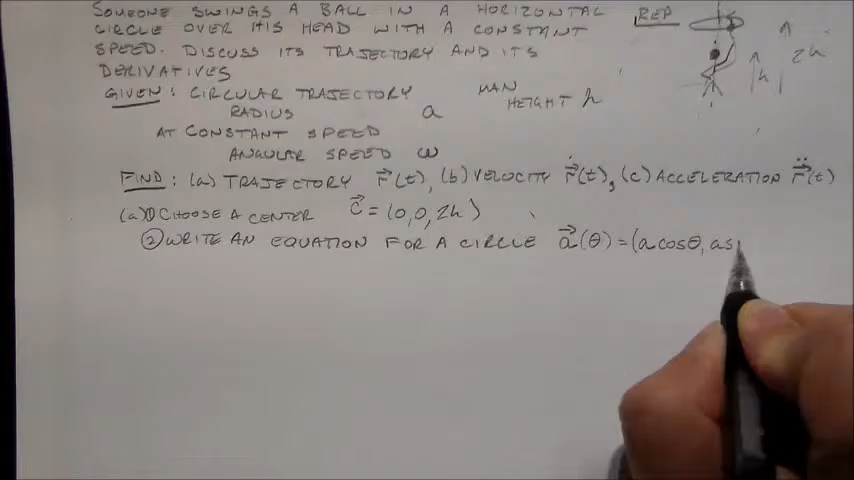 SOMEONE SWINGS A BALL IN A HORIZONTAL REP
CIRCLE OVER HIS HEAD WITH A CONSTANT
SPEED. DISCUSS ITS TRAJECTORY AND ITS 2h
DERIVATIVES h
GIVEN: CIRCULAR TRAJECTORY MAN
RADIUS a HEIGHT h
AT CONSTANT SPEED
ANGULAR SPEED ω
FIND: (a) TRAJECTORY r⃗(t), (b) VELOCITY ṙ⃗(t), (c) ACCELERATION r̈⃗(t)
(a) ① CHOOSE A CENTER c⃗ = (0,0,2h)
② WRITE AN EQUATION FOR A CIRCLE a⃗(θ) = (a cosθ, as